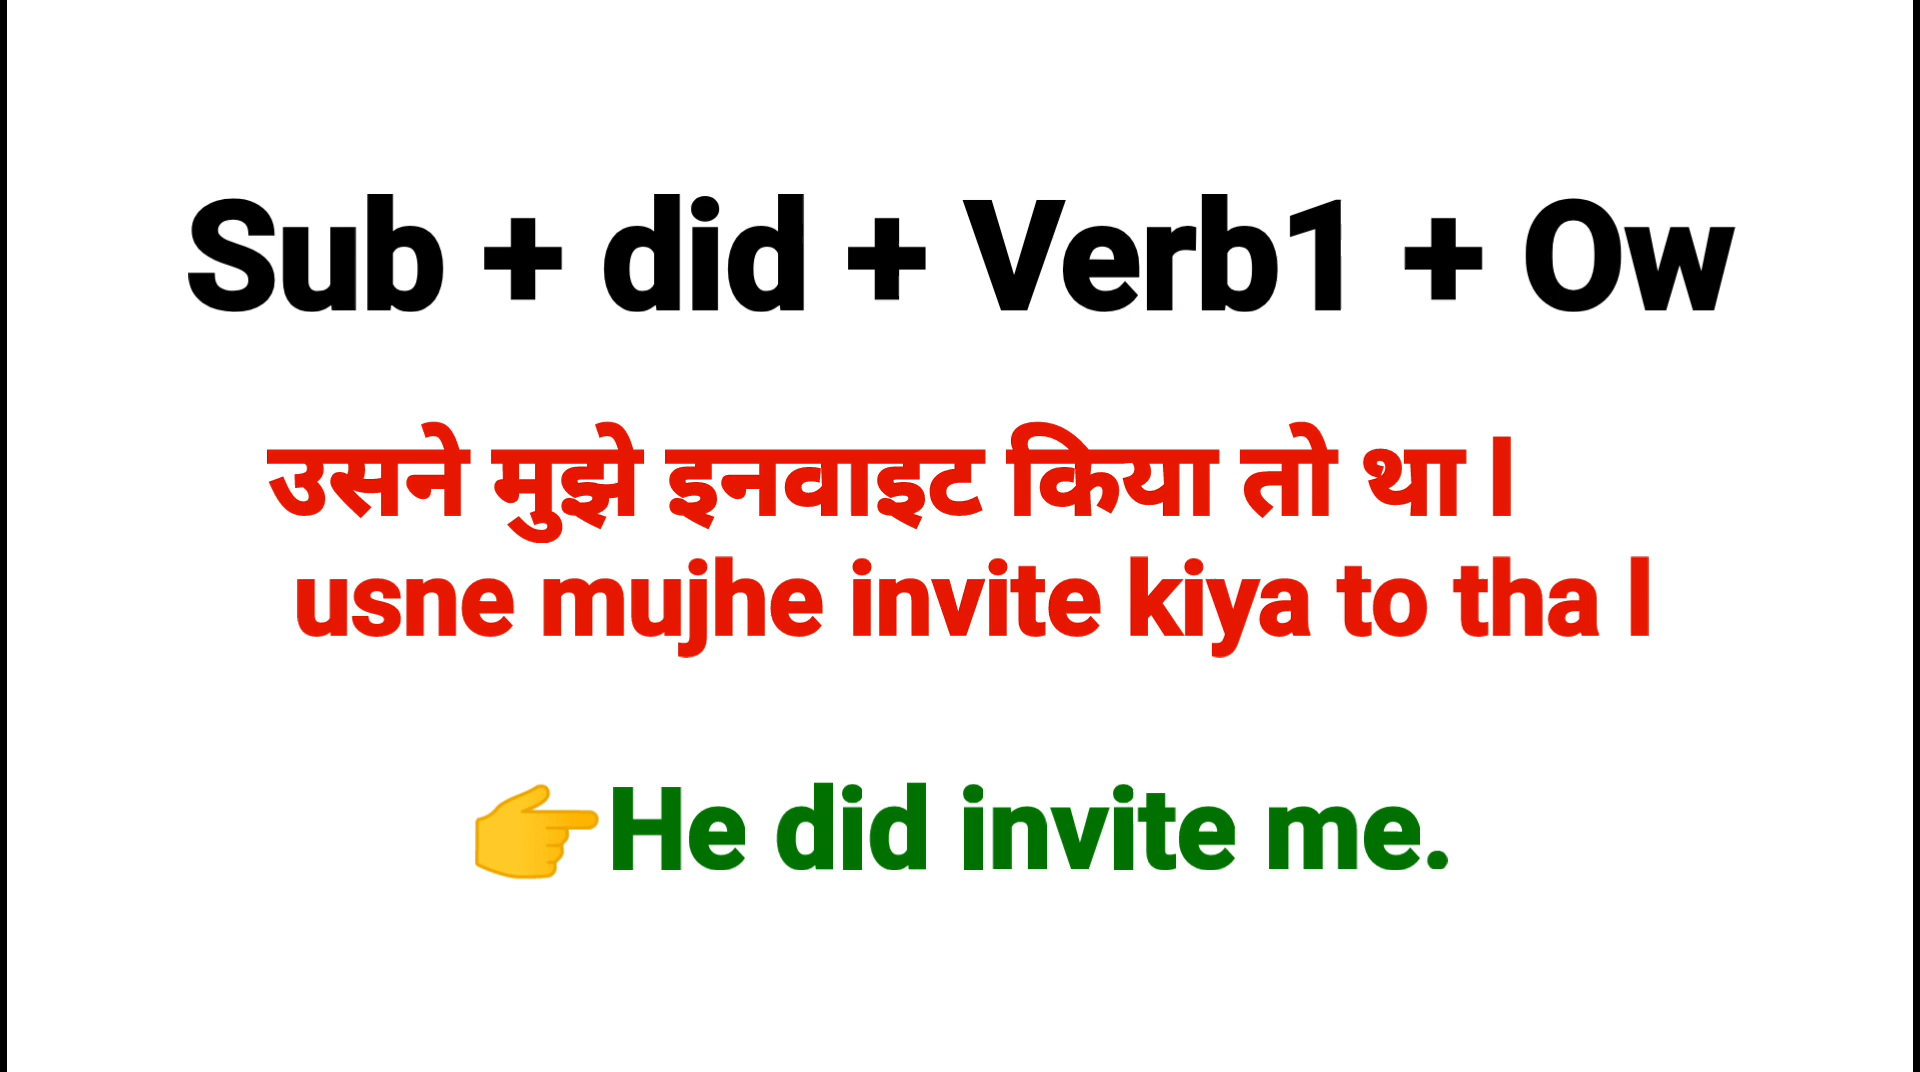 Sub + did + Verb1 + Ow
उसने मुझे इनवाइट किया तो था l
usne mujhe invite kiya to tha l
👉He did invite me.